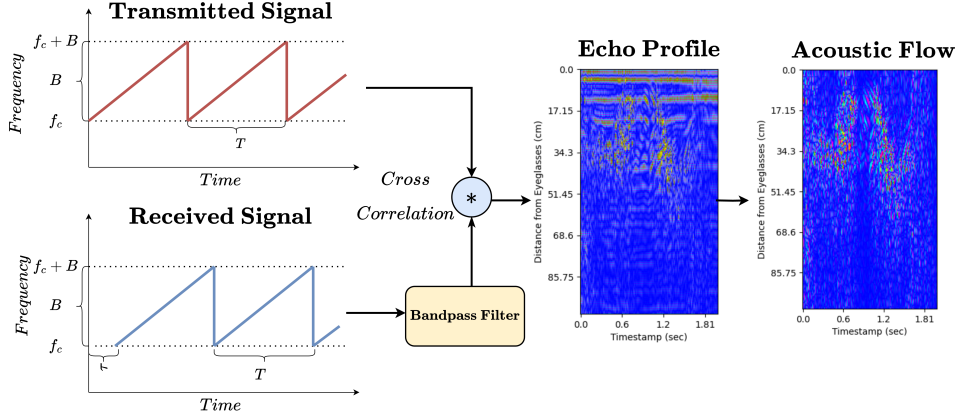 Transmitted Signal
Frequency
f_c + B
B
f_c
T
Time
Received Signal
Frequency
f_c + B
B
f_c
τ
T
Time
Cross
Correlation
*
Bandpass Filter
Echo Profile
Distance from Eyeglasses (cm)
0.0
17.15
34.3
51.45
68.6
85.75
0.0 0.6 1.2 1.81
Timestamp (sec)
Acoustic Flow
Distance from Eyeglasses (cm)
0.0
17.15
34.3
51.45
68.6
85.75
0.0 0.6 1.2 1.81
Timestamp (sec)